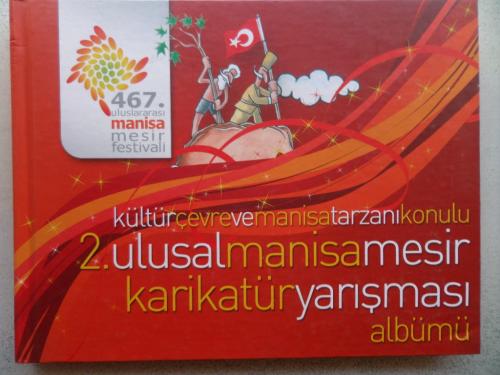 467.
uluslararası
manisa
mesir
festivali
kültürçevrevemanisatarzanıkonulu
2.ulusalmanisamesir
karikatüryarışması
albümü